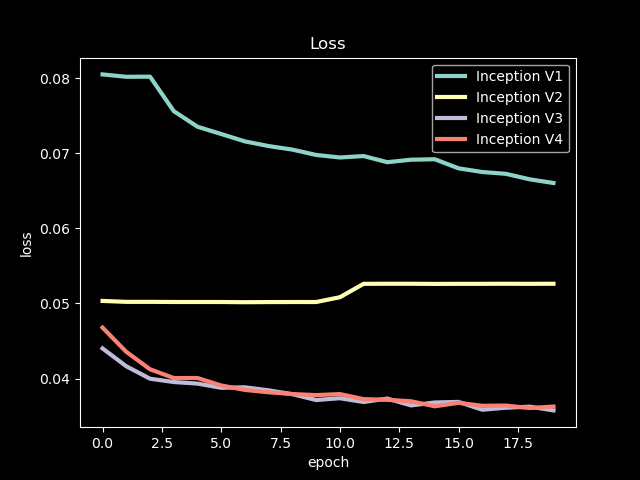 Loss
Inception V1
Inception V2
Inception V3
Inception V4
0.08
0.07
0.06
0.05
0.04
loss
0.0 2.5 5.0 7.5 10.0 12.5 15.0 17.5
epoch